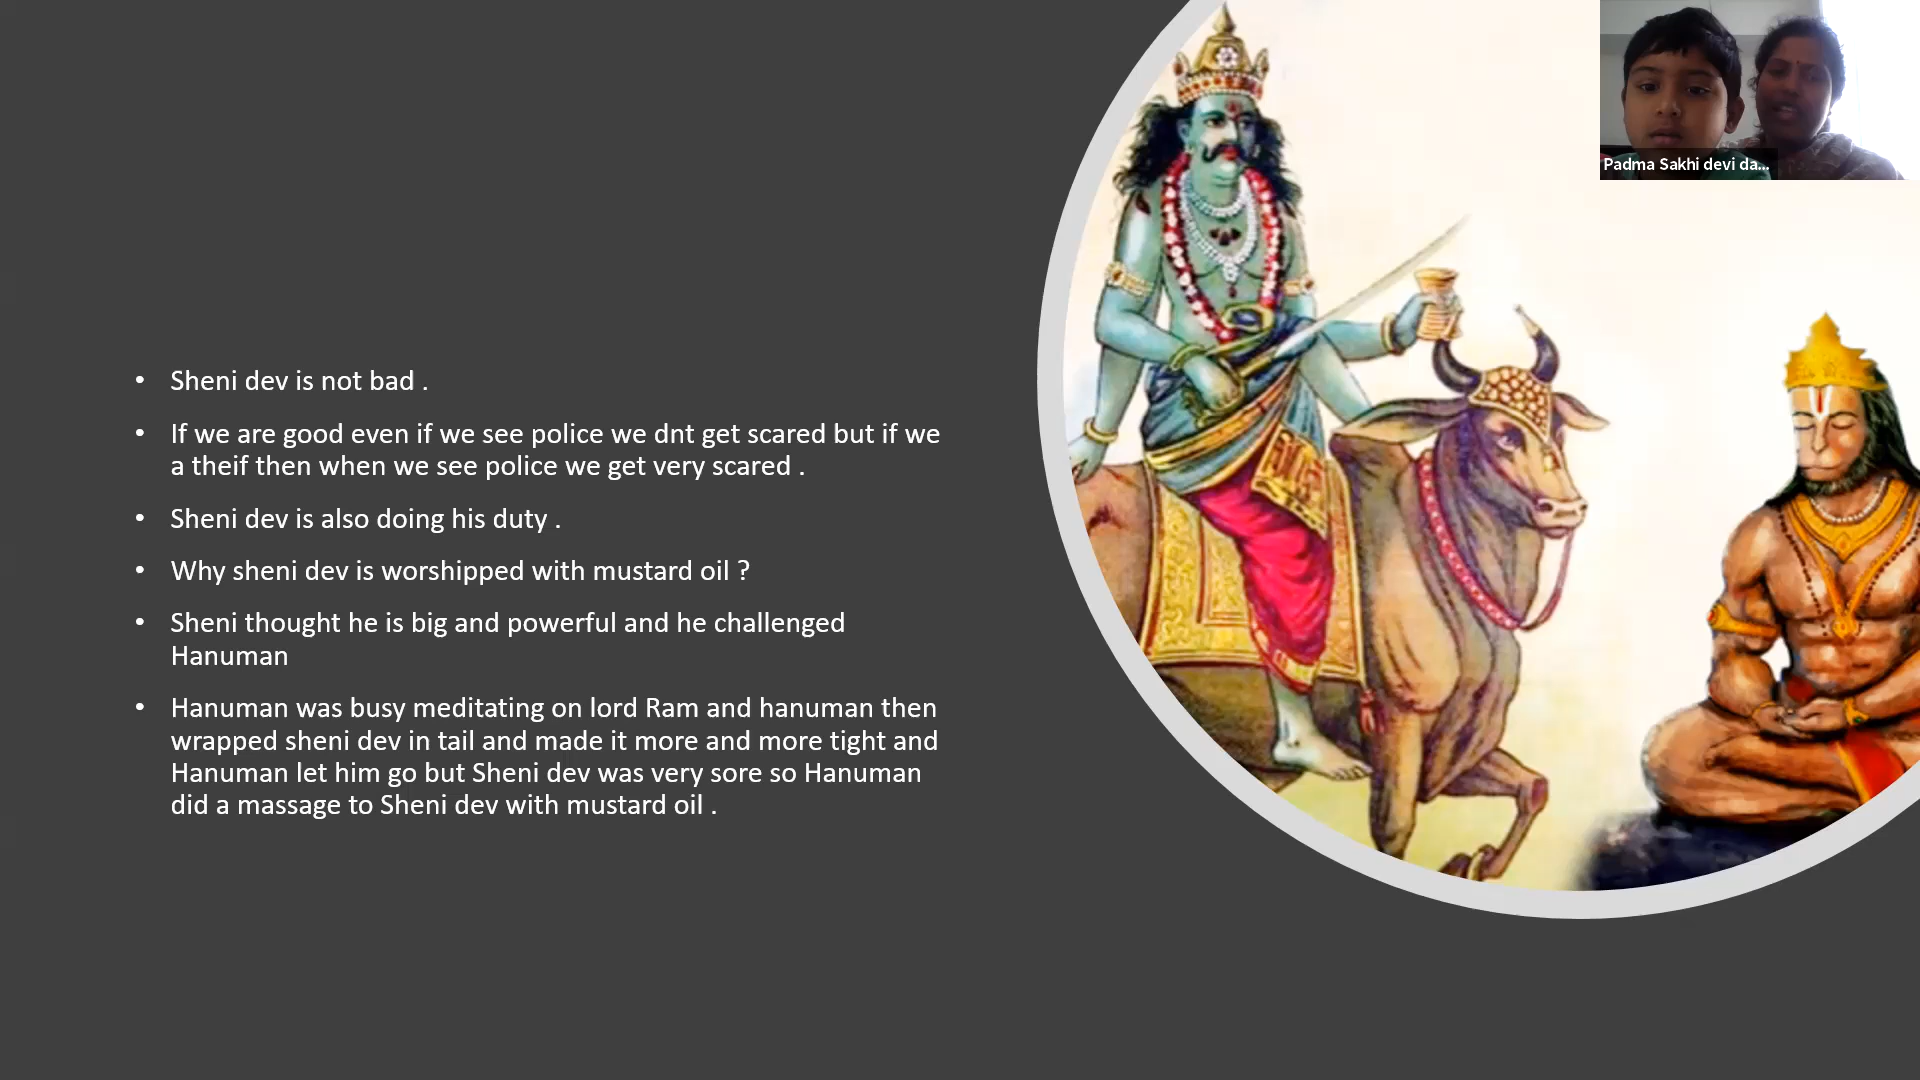 Padma Sakhi devi da...
• Sheni dev is not bad .
• If we are good even if we see police we dnt get scared but if we
a theif then when we see police we get very scared .
• Sheni dev is also doing his duty .
• Why sheni dev is worshipped with mustard oil ?
• Sheni thought he is big and powerful and he challenged
Hanuman
• Hanuman was busy meditating on lord Ram and hanuman then
wrapped sheni dev in tail and made it more and more tight and
Hanuman let him go but Sheni dev was very sore so Hanuman
did a massage to Sheni dev with mustard oil .